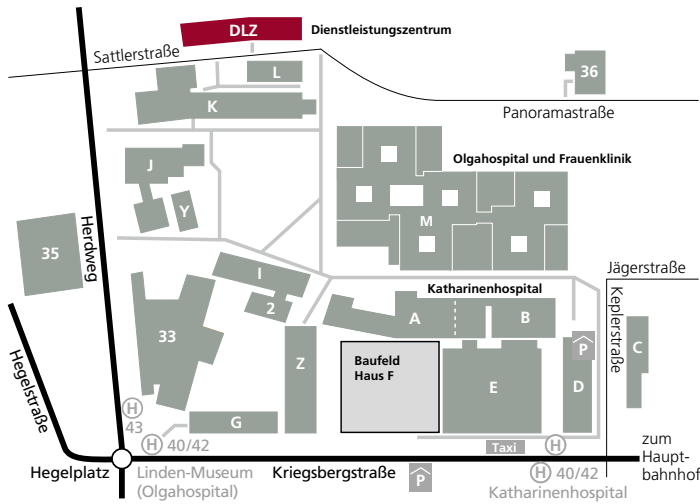 DLZ
Dienstleistungszentrum
Sattlerstraße
L
36
K
Panoramastraße
J
Olgahospital und Frauenklinik
Y
M
35
Herdweg
I
Jägerstraße
Katharinenhospital
2
33
A
B
Keplerstraße
Z
Baufeld
Haus F
P
C
E
D
Hegelstraße
H
43
G
H
40/42
Taxi
H
zum
Haupt-
bahnhof
Hegelplatz
Linden-Museum
(Olgahospital)
Kriegsbergstraße
P
H
40/42
Katharinenhospital